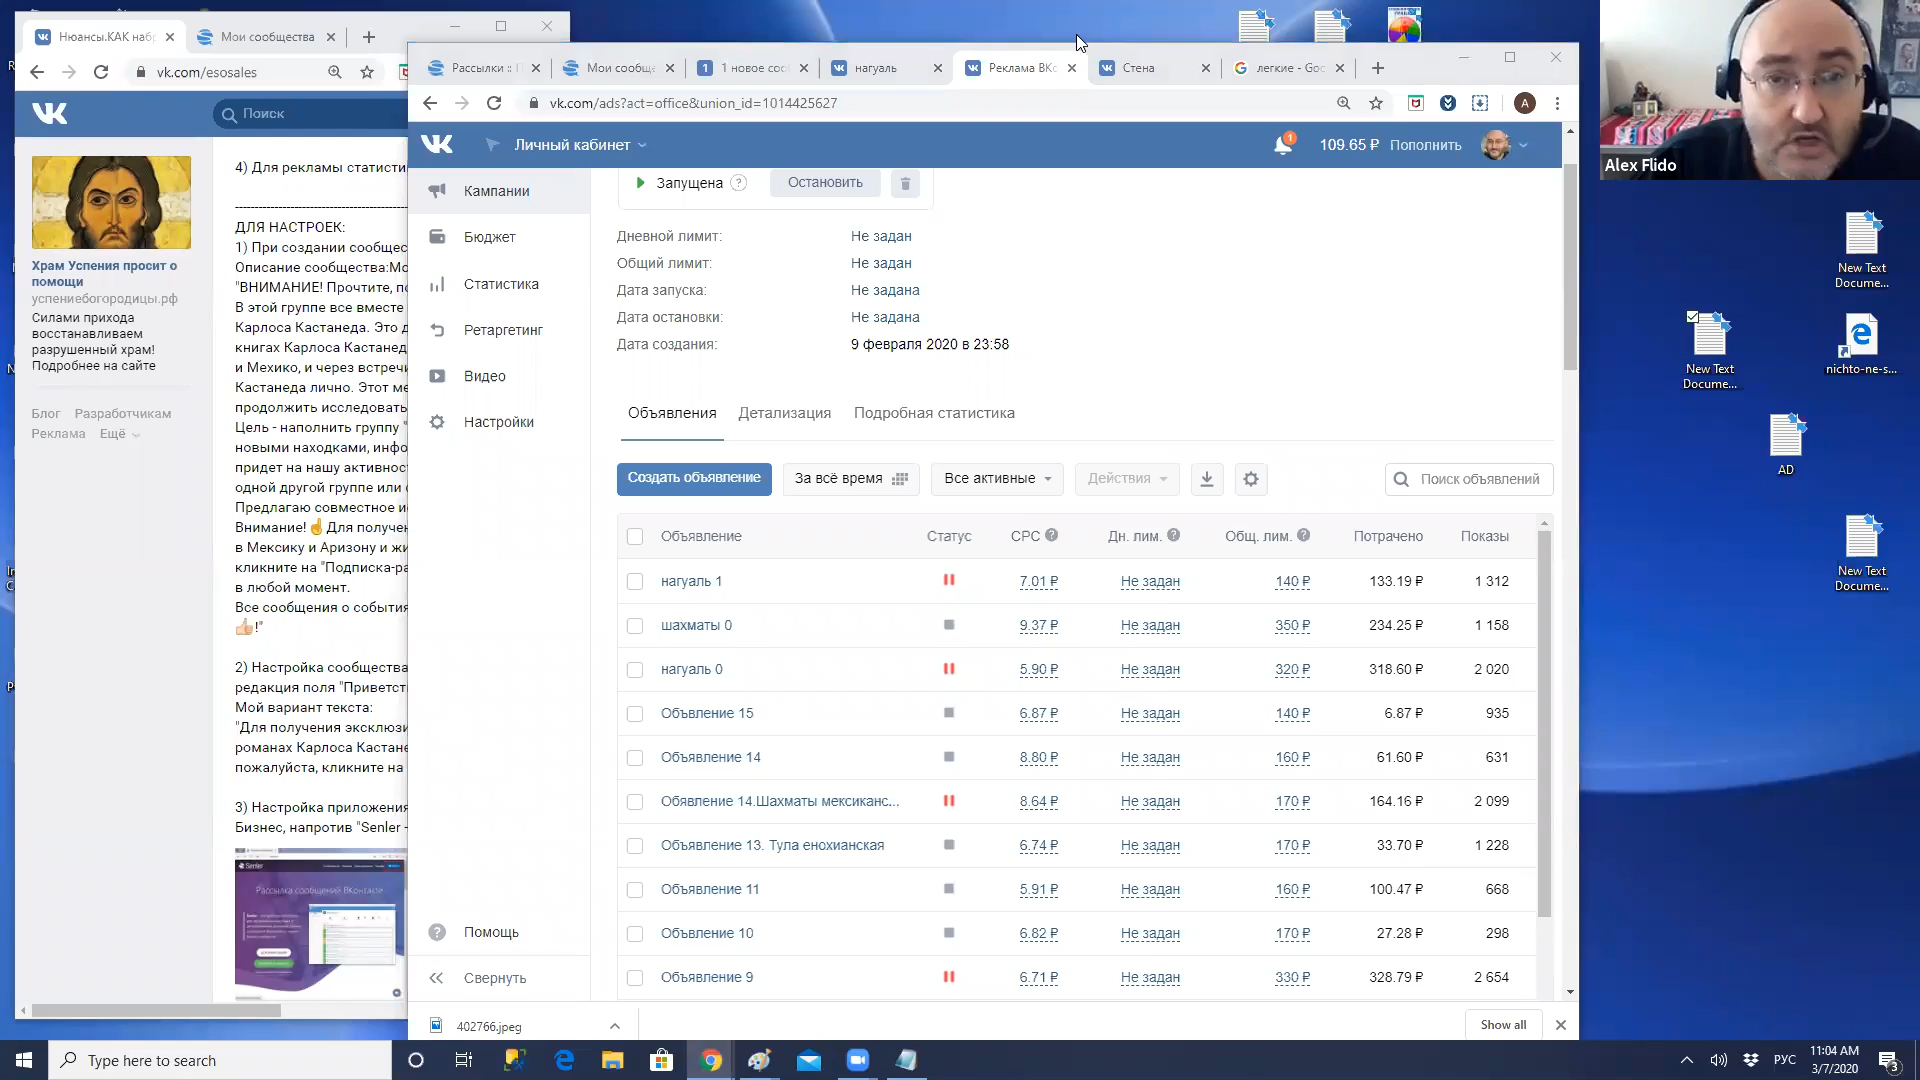 Нюансы.КАК набр
Мои сообщества
vk.com/esosales
Поиск
Храм Успения просит о
помощи
успениебогородицы.рф
Силами прихода
восстанавливаем
разрушенный храм!
Подробнее на сайте
Блог Разработчикам
Реклама Ещё
4) Для рекламы статисти
ДЛЯ НАСТРОЕК:
1) При создании сообщес
Описание сообщества:Мо
"ВНИМАНИЕ! Прочтите, по
В этой группе все вместе
Карлоса Кастанеда. Это д
книгах Карлоса Кастанед
и Мехико, и через встречи
Кастанеда лично. Этот ме
продолжить исследовать
Цель - наполнить группу "
новыми находками, инфо
придет на нашу активнос
одной другой группе или с
Предлагаю совместное и
Внимание!☝Для получен
в Мексику и Аризону и жи
кликните на "Подписка-ра
в любой момент.
Все сообщения о события
👍!"
2) Настройка сообщества
редакция поля "Приветст
Мой вариант текста:
"Для получения эксклюзи
романах Карлоса Кастане
пожалуйста, кликните на
3) Настройка приложения
Бизнес, напротив "Senler -
Senler
Рассылка сообщений ВКонтакте
Рассылки :: П
Мои сообще
1 новое соо
нагуаль
Реклама ВКо
Стена
легкие - Goo
vk.com/ads?act=office&union_id=1014425627
A
Личный кабинет
1
109.65 ₽ Пополнить
Кампании
Бюджет
Статистика
Ретаргетинг
Видео
Настройки
Помощь
Свернуть
Запущена ? Остановить
Дневной лимит: Не задан
Общий лимит: Не задан
Дата запуска: Не задана
Дата остановки: Не задана
Дата создания: 9 февраля 2020 в 23:58
Объявления Детализация Подробная статистика
Создать объявление За всё время Все активные Действия Поиск объявлений
Объявление Статус CPC ? Дн. лим. ? Общ. лим. ? Потрачено Показы
нагуаль 1 7.01 ₽ Не задан 140 ₽ 133.19 ₽ 1 312
шахматы 0 9.37 ₽ Не задан 350 ₽ 234.25 ₽ 1 158
нагуаль 0 5.90 ₽ Не задан 320 ₽ 318.60 ₽ 2 020
Объвление 15 6.87 ₽ Не задан 140 ₽ 6.87 ₽ 935
Объявление 14 8.80 ₽ Не задан 160 ₽ 61.60 ₽ 631
Обявление 14.Шахматы мексиканс... 8.64 ₽ Не задан 170 ₽ 164.16 ₽ 2 099
Объявление 13. Тула енохианская 6.74 ₽ Не задан 170 ₽ 33.70 ₽ 1 228
Объявление 11 5.91 ₽ Не задан 160 ₽ 100.47 ₽ 668
Объвление 10 6.82 ₽ Не задан 170 ₽ 27.28 ₽ 298
Объявление 9 6.71 ₽ Не задан 330 ₽ 328.79 ₽ 2 654
402766.jpeg
Show all
Alex Flido
New Text
Docume...
New Text
Docume...
nichto-ne-s...
AD
New Text
Docume...
Type here to search
РУС
11:04 AM
3/7/2020
3